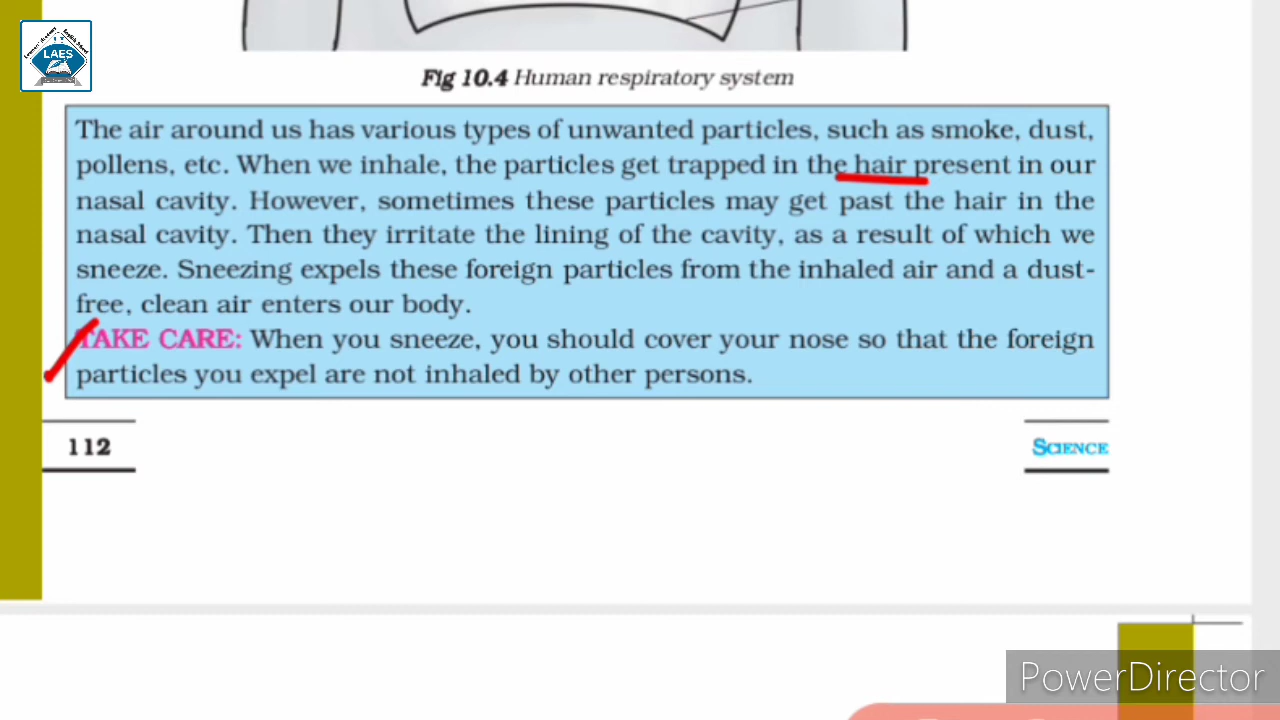 LAES
Fig 10.4 Human respiratory system
The air around us has various types of unwanted particles, such as smoke, dust,
pollens, etc. When we inhale, the particles get trapped in the hair present in our
nasal cavity. However, sometimes these particles may get past the hair in the
nasal cavity. Then they irritate the lining of the cavity, as a result of which we
sneeze. Sneezing expels these foreign particles from the inhaled air and a dust-
free, clean air enters our body.
TAKE CARE: When you sneeze, you should cover your nose so that the foreign
particles you expel are not inhaled by other persons.
112
SCIENCE
PowerDirector